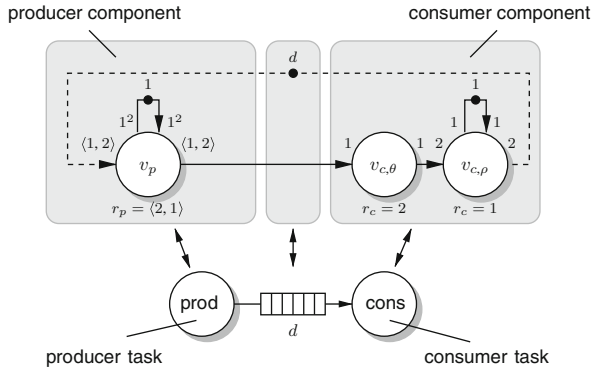 producer component consumer component
d
1 1
1² 1² 1 1
⟨1, 2⟩ ⟨1, 2⟩ 1 1 2 2
v_p v_{c,θ} v_{c,ρ}
r_p = ⟨2, 1⟩ r_c = 2 r_c = 1
prod cons
d
producer task consumer task